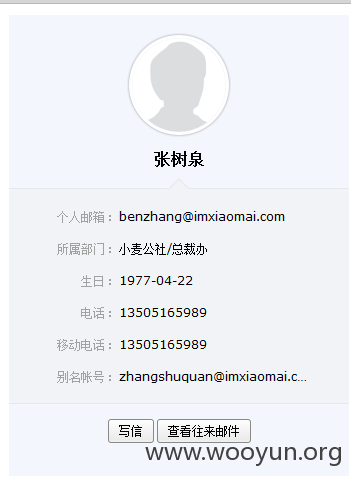 张树泉
个人邮箱： benzhang@imxiaomai.com
所属部门： 小麦公社/总裁办
生日： 1977-04-22
电话： 13505165989
移动电话： 13505165989
别名帐号： zhangshuquan@imxiaomai.c...
写信 查看往来邮件
www.wooyun.org